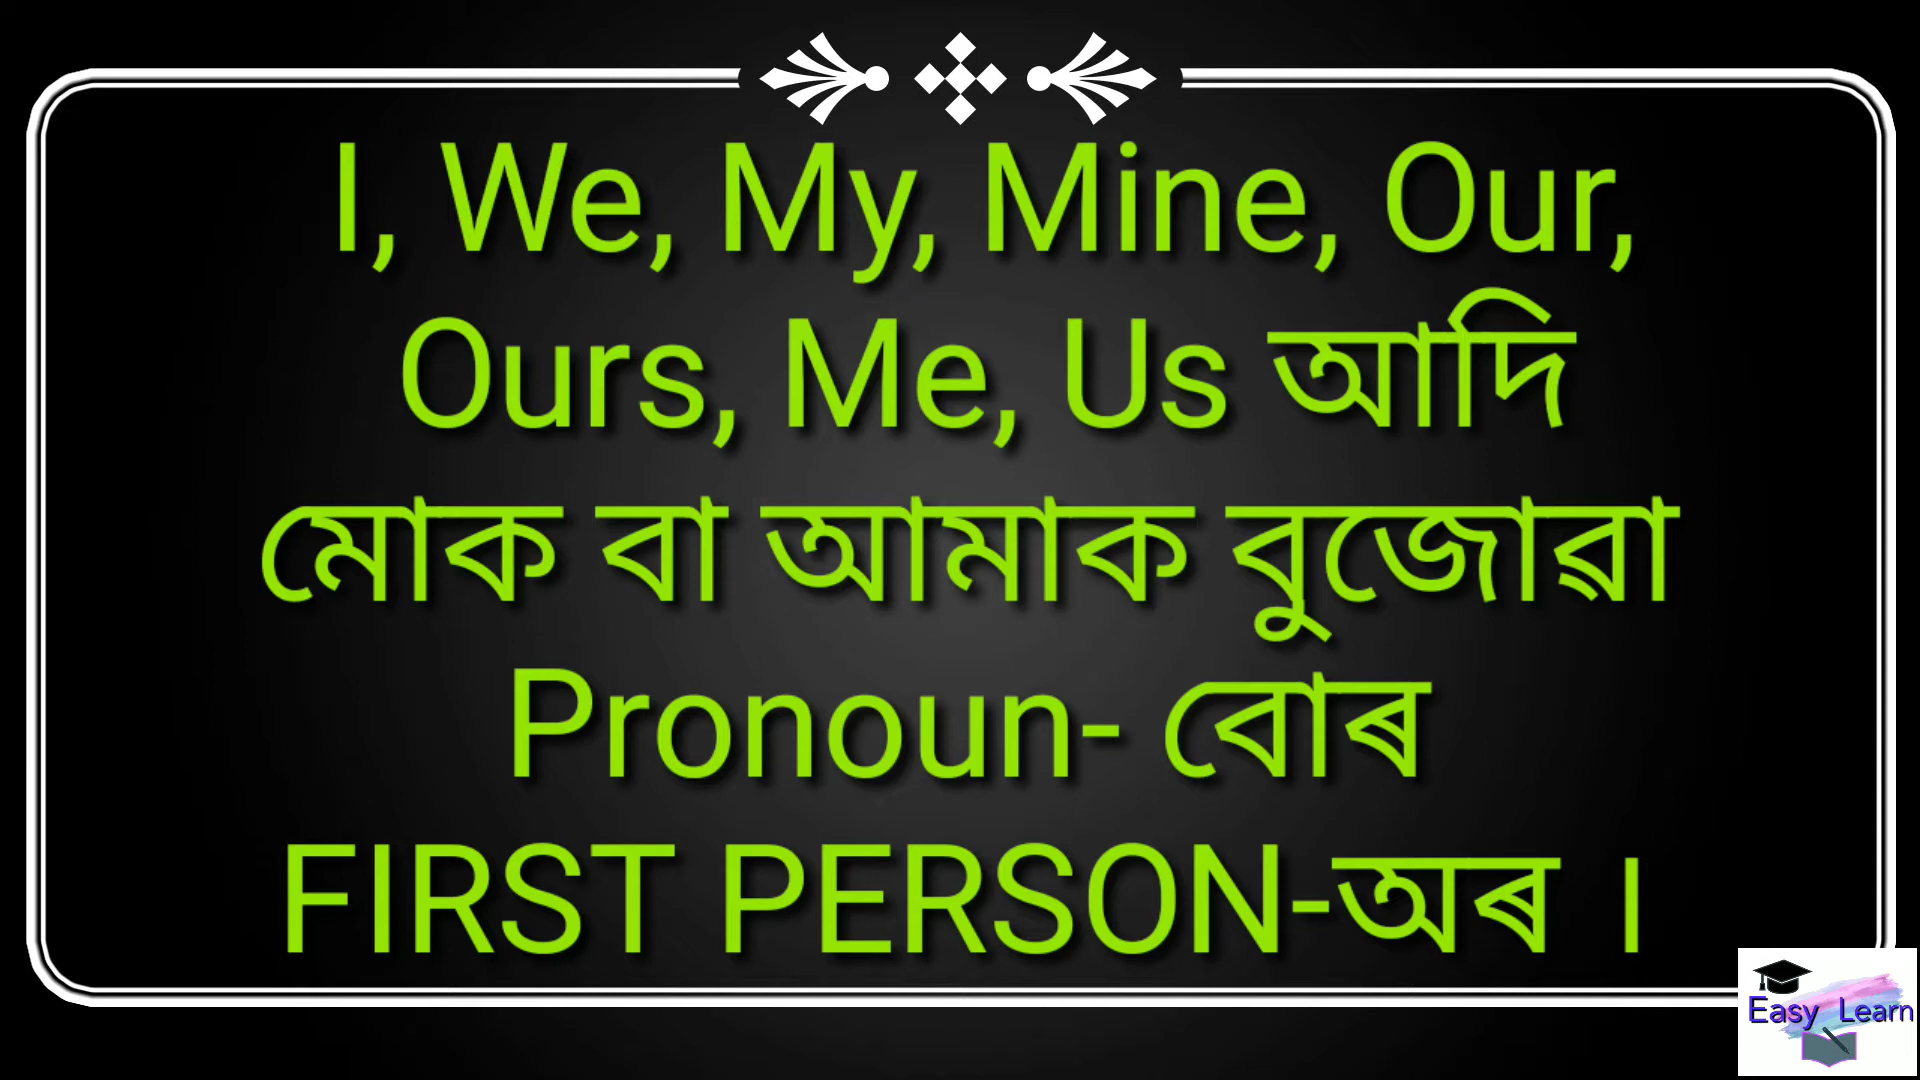 I, We, My, Mine, Our,
Ours, Me, Us আদি
মোক বা আমাক বুজোৱা
Pronoun- বোৰ
FIRST PERSON-অৰ ।
Easy Learn